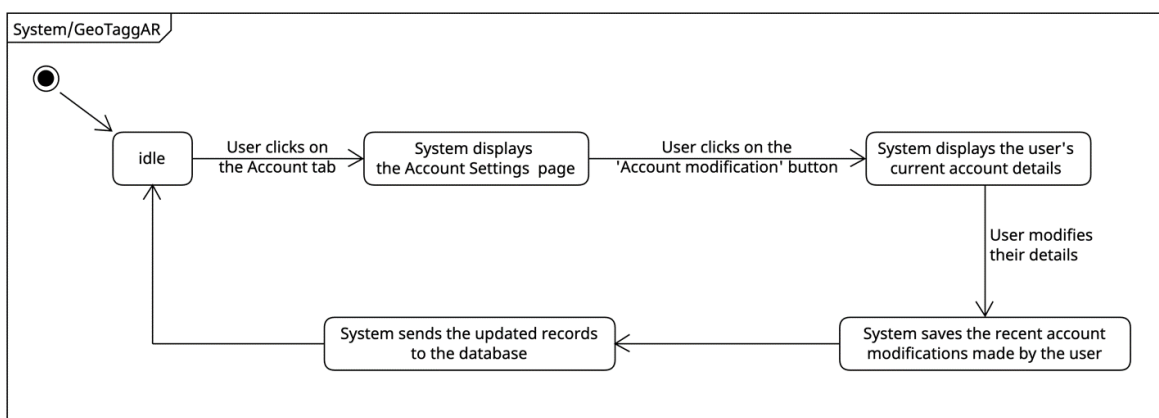 System/GeoTaggAR
idle
User clicks on
the Account tab
System displays
the Account Settings page
User clicks on the
'Account modification' button
System displays the user's
current account details
User modifies
their details
System saves the recent account
modifications made by the user
System sends the updated records
to the database